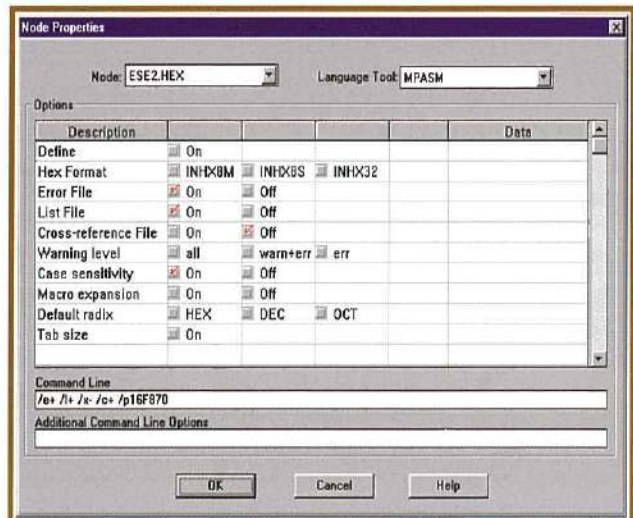 Node Properties
Node: ESE2.HEX Language Tool: MPASM
Options
Description Data
Define On
Hex Format INHX8M INHX8S INHX32
Error File On Off
List File On Off
Cross-reference File On Off
Warning level all warn+err err
Case sensitivity On Off
Macro expansion On Off
Default radix HEX DEC OCT
Tab size On
Command Line
/e+ /l+ /x- /c+ /p16F870
Additional Command Line Options
OK Cancel Help